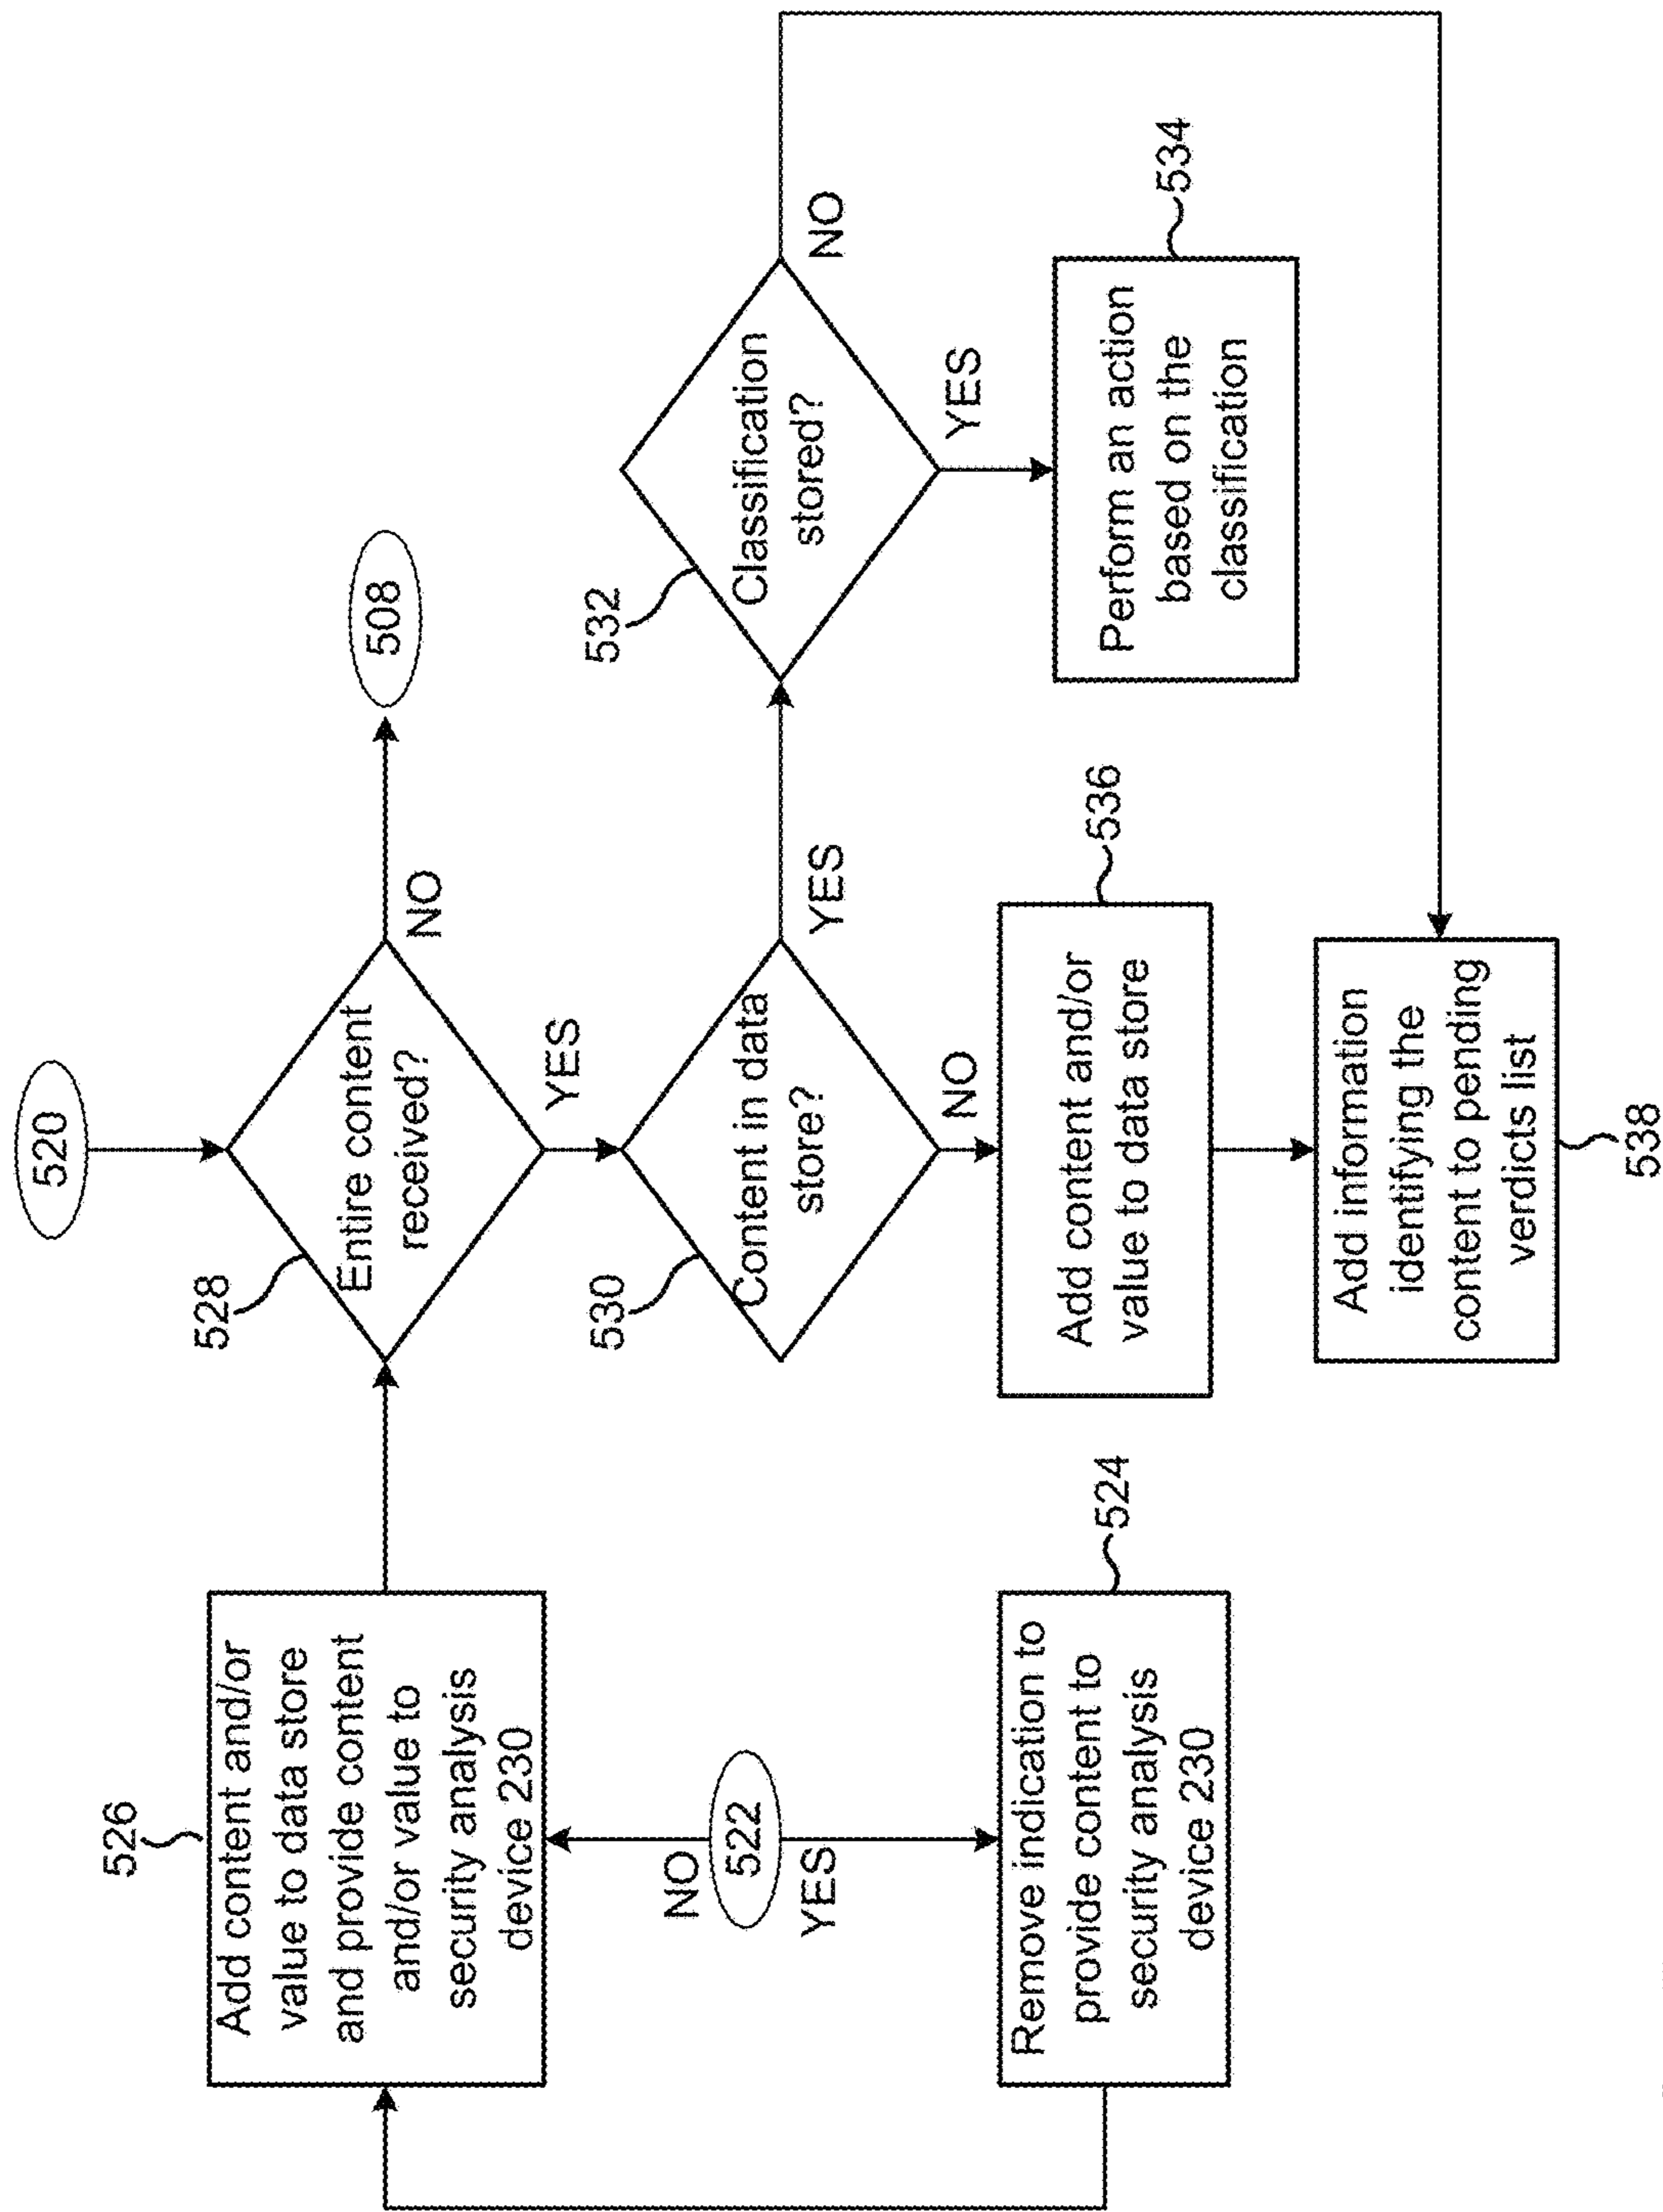 520
528
Entire content
received?
NO
508
YES
526
Add content and/or
value to data store
and provide content
and/or value to
security analysis
device 230
530
Content in data
store?
YES
532
Classification
stored?
NO
NO
522
YES
NO
YES
524
Remove indication to
provide content to
security analysis
device 230
536
Add content and/or
value to data store
534
Perform an action
based on the
classification
Add information
identifying the
content to pending
verdicts list
538